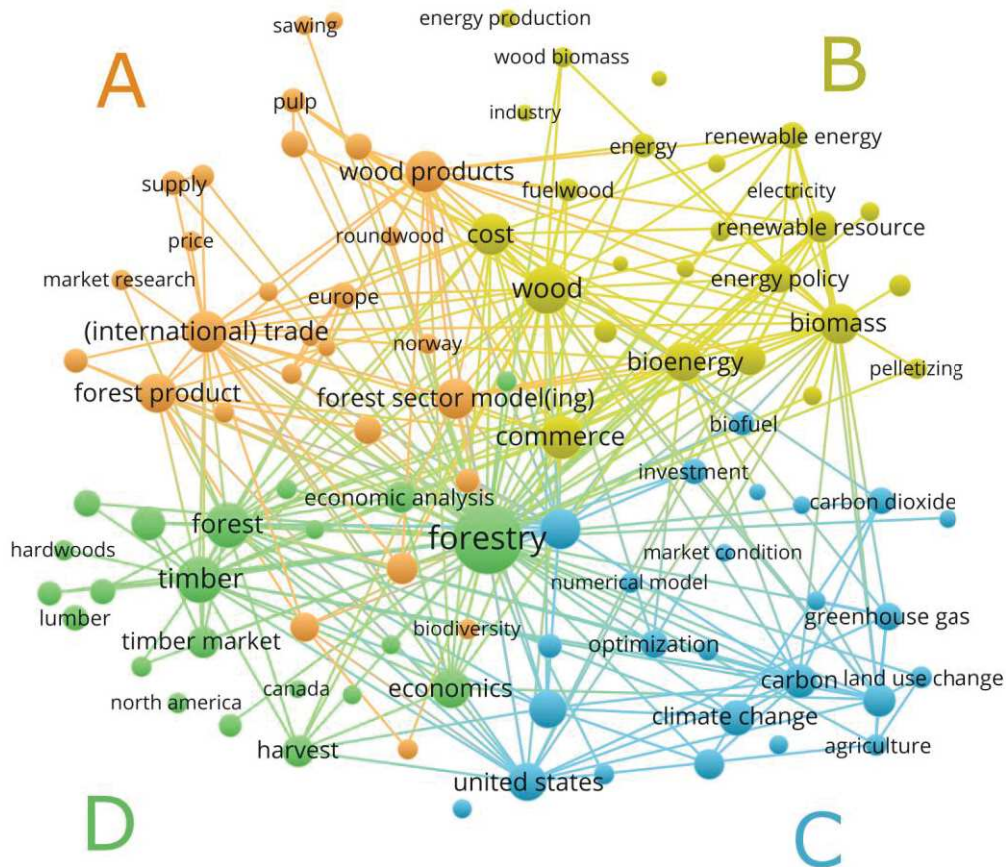 sawing
energy production
A
B
wood biomass
pulp
industry
energy
renewable energy
wood products
supply
fuelwood
electricity
roundwood
cost
renewable resource
price
market research
europe
wood
energy policy
(international) trade
norway
biomass
bioenergy
pelletizing
forest product
forest sector model(ing)
commerce
biofuel
investment
economic analysis
carbon dioxide
forest
forestry
hardwoods
market condition
timber
numerical model
lumber
greenhouse gas
timber market
biodiversity
optimization
canada
economics
carbon
land use change
north america
climate change
harvest
agriculture
united states
D
C